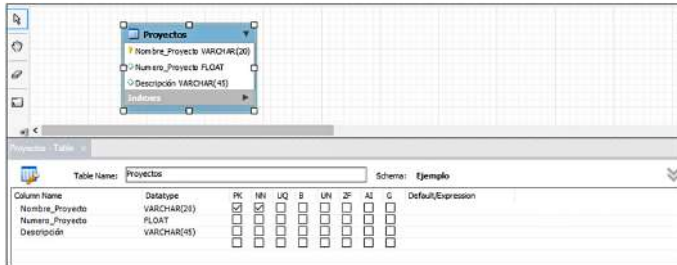 Proyectos
Nombre_Proyecto VARCHAR(20)
Numero_Proyecto FLOAT
Descripción VARCHAR(45)
Indexes
Proyectos - Table
Table Name: Proyectos Schema: Ejemplo
Column Name Datatype PK NN UQ B UN ZF AI G Default/Expression
Nombre_Proyecto VARCHAR(20)
Numero_Proyecto FLOAT
Descripción VARCHAR(45)